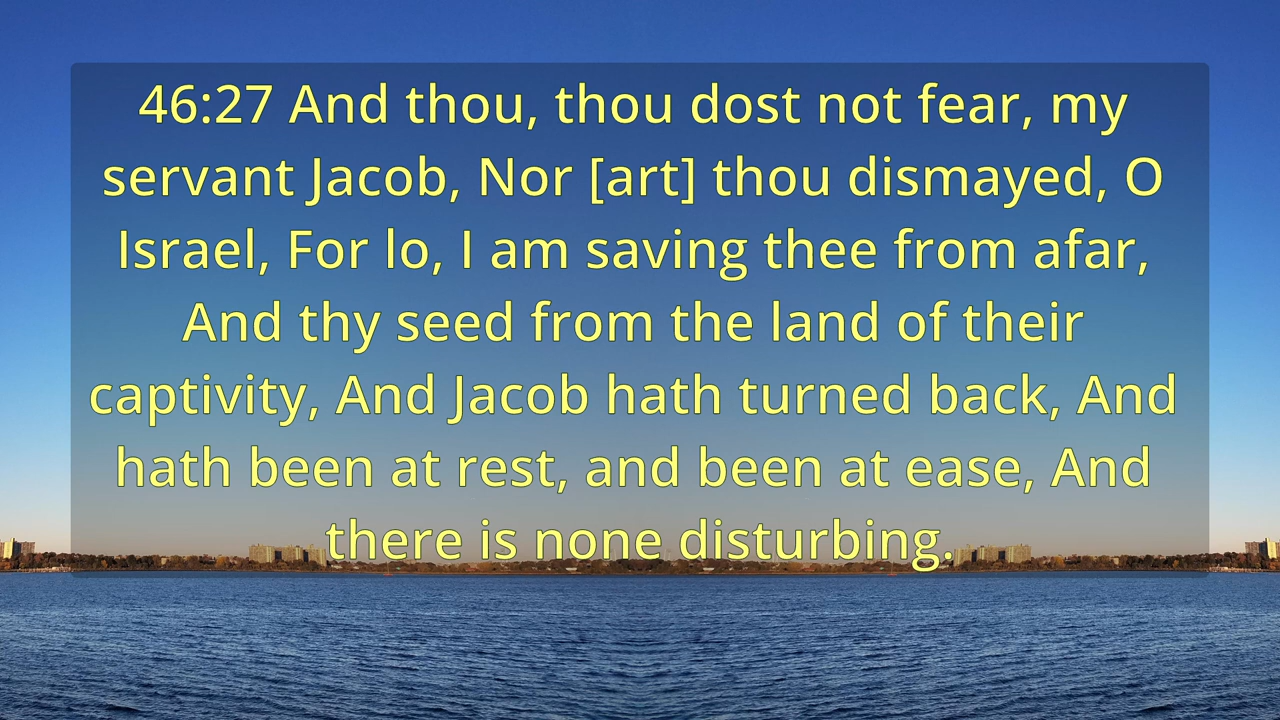 46:27 And thou, thou dost not fear, my
servant Jacob, Nor [art] thou dismayed, O
Israel, For lo, I am saving thee from afar,
And thy seed from the land of their
captivity, And Jacob hath turned back, And
hath been at rest, and been at ease, And
there is none disturbing.